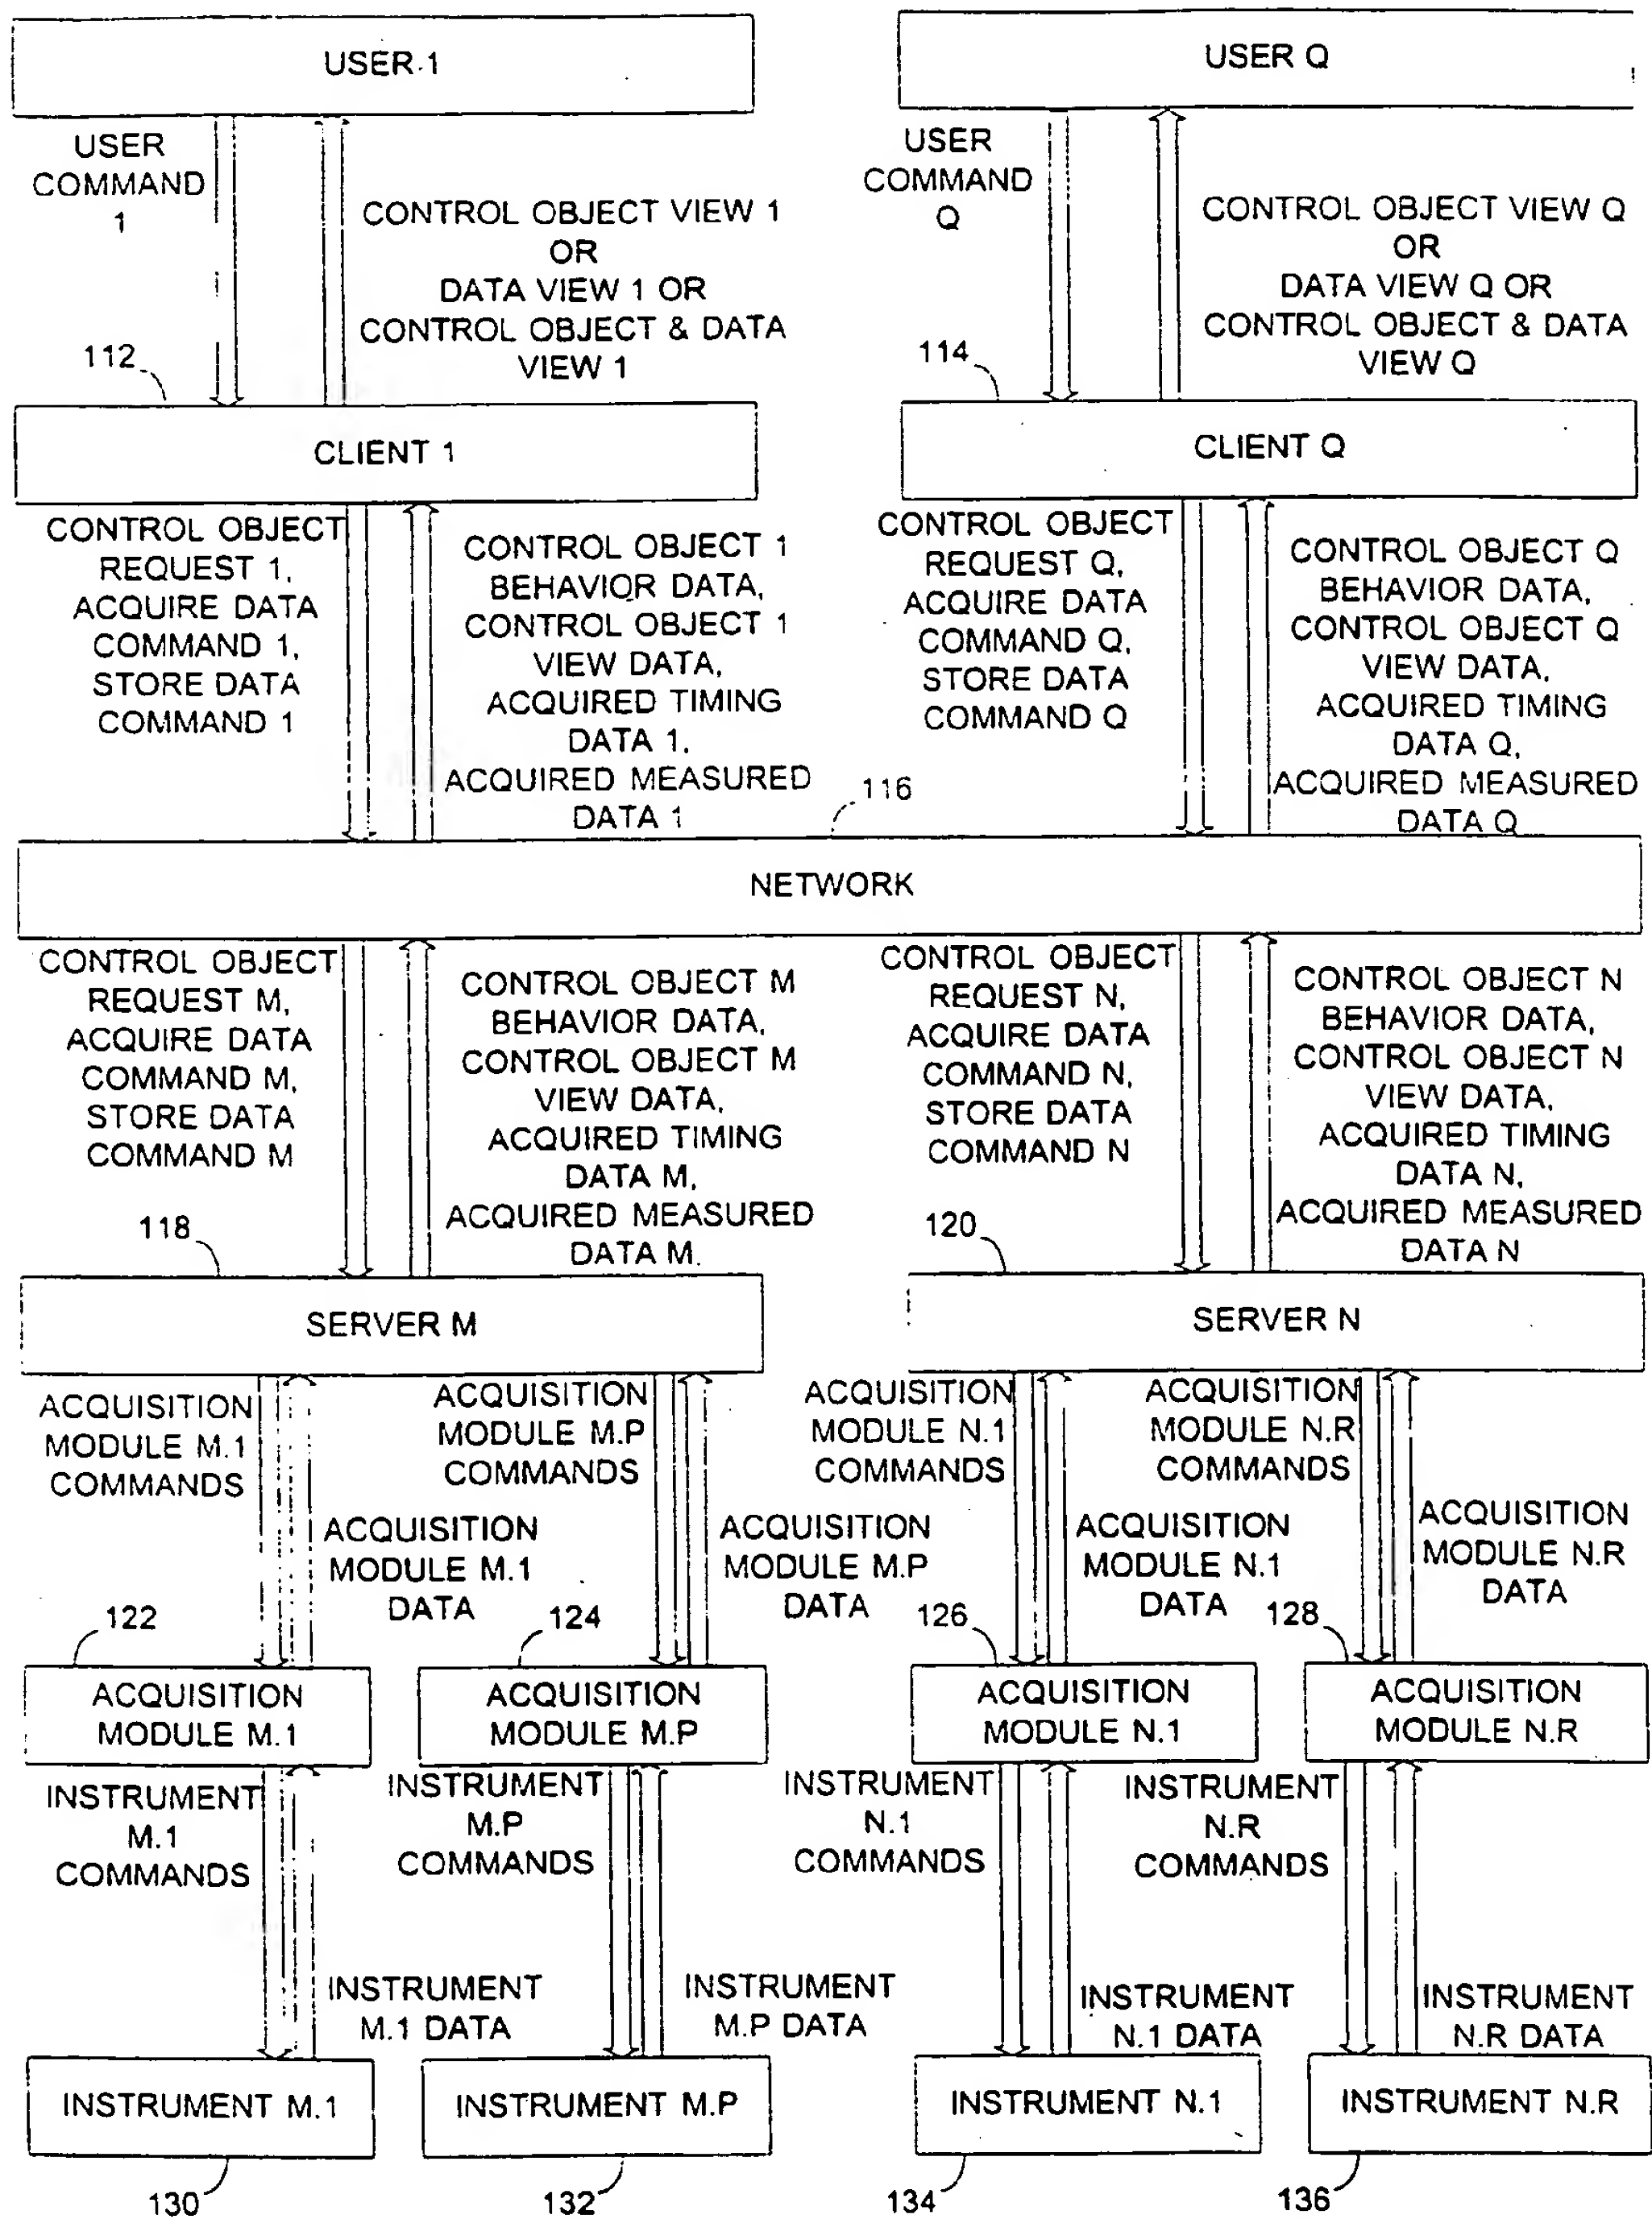 USER 1
USER Q
USER
COMMAND
1
CONTROL OBJECT VIEW 1
OR
DATA VIEW 1 OR
CONTROL OBJECT & DATA
VIEW 1
USER
COMMAND
Q
CONTROL OBJECT VIEW Q
OR
DATA VIEW Q OR
CONTROL OBJECT & DATA
VIEW Q
112
114
CLIENT 1
CLIENT Q
CONTROL OBJECT
REQUEST 1,
ACQUIRE DATA
COMMAND 1,
STORE DATA
COMMAND 1
CONTROL OBJECT 1
BEHAVIOR DATA,
CONTROL OBJECT 1
VIEW DATA,
ACQUIRED TIMING
DATA 1,
ACQUIRED MEASURED
DATA 1
CONTROL OBJECT
REQUEST Q,
ACQUIRE DATA
COMMAND Q,
STORE DATA
COMMAND Q
CONTROL OBJECT Q
BEHAVIOR DATA,
CONTROL OBJECT Q
VIEW DATA,
ACQUIRED TIMING
DATA Q,
ACQUIRED MEASURED
DATA Q
116
NETWORK
CONTROL OBJECT
REQUEST M,
ACQUIRE DATA
COMMAND M,
STORE DATA
COMMAND M
CONTROL OBJECT M
BEHAVIOR DATA,
CONTROL OBJECT M
VIEW DATA,
ACQUIRED TIMING
DATA M,
ACQUIRED MEASURED
DATA M.
CONTROL OBJECT
REQUEST N,
ACQUIRE DATA
COMMAND N,
STORE DATA
COMMAND N
CONTROL OBJECT N
BEHAVIOR DATA,
CONTROL OBJECT N
VIEW DATA,
ACQUIRED TIMING
DATA N,
ACQUIRED MEASURED
DATA N
118
120
SERVER M
SERVER N
ACQUISITION
MODULE M.1
COMMANDS
ACQUISITION
MODULE M.P
COMMANDS
ACQUISITION
MODULE N.1
COMMANDS
ACQUISITION
MODULE N.R
COMMANDS
ACQUISITION
MODULE M.1
DATA
ACQUISITION
MODULE M.P
DATA
ACQUISITION
MODULE N.1
DATA
ACQUISITION
MODULE N.R
DATA
122
124
126
128
ACQUISITION
MODULE M.1
ACQUISITION
MODULE M.P
ACQUISITION
MODULE N.1
ACQUISITION
MODULE N.R
INSTRUMENT
M.1
COMMANDS
INSTRUMENT
M.P
COMMANDS
INSTRUMENT
N.1
COMMANDS
INSTRUMENT
N.R
COMMANDS
INSTRUMENT
M.1 DATA
INSTRUMENT
M.P DATA
INSTRUMENT
N.1 DATA
INSTRUMENT
N.R DATA
INSTRUMENT M.1
INSTRUMENT M.P
INSTRUMENT N.1
INSTRUMENT N.R
130
132
134
136